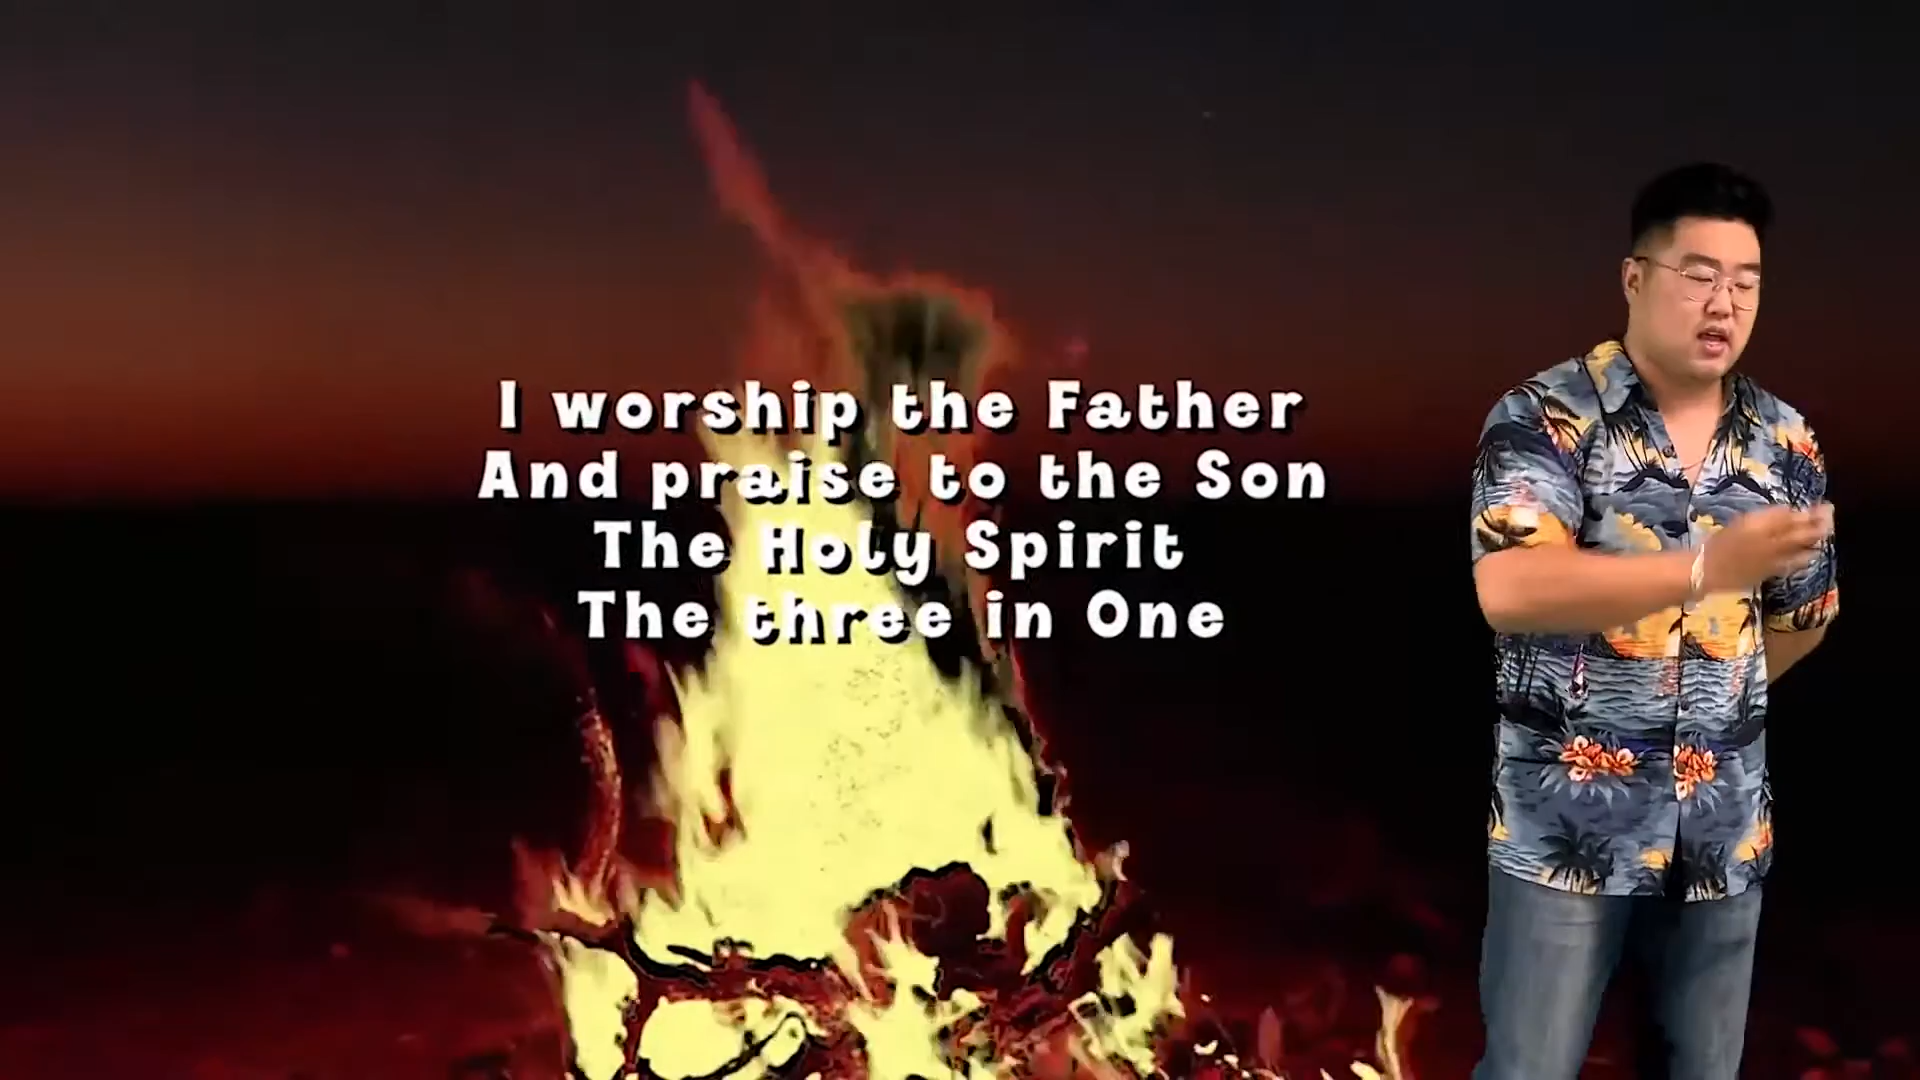 I worship the Father
And praise to the Son
The Holy Spirit
The three in One